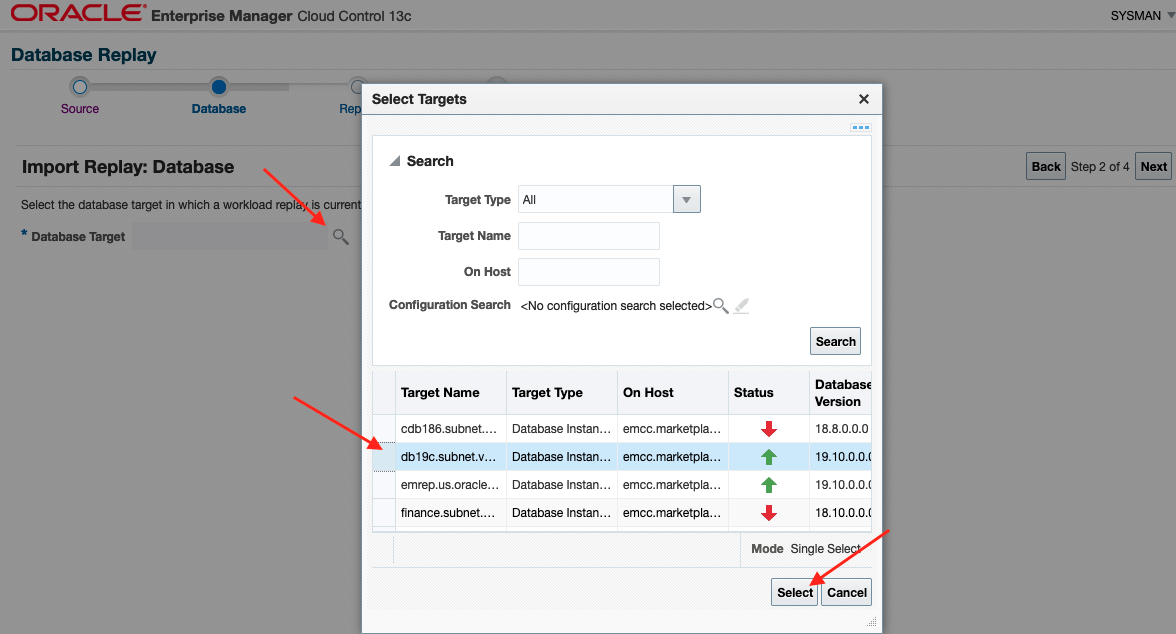 ORACLE Enterprise Manager Cloud Control 13c
SYSMAN
Database Replay
Source
Database
Rep
Import Replay: Database
Back Step 2 of 4 Next
Select the database target in which a workload replay is current
* Database Target
Select Targets
Search
Target Type All
Target Name
On Host
Configuration Search <No configuration search selected>
Search
Target Name Target Type On Host Status Database Version
cdb186.subnet.... Database Instan... emcc.marketpla... 18.8.0.0.0
db19c.subnet.v... Database Instan... emcc.marketpla... 19.10.0.0.0
emrep.us.oracle... Database Instan... emcc.marketpla... 19.10.0.0.0
finance.subnet.... Database Instan... emcc.marketpla... 18.10.0.0.0
Mode Single Select
Select Cancel